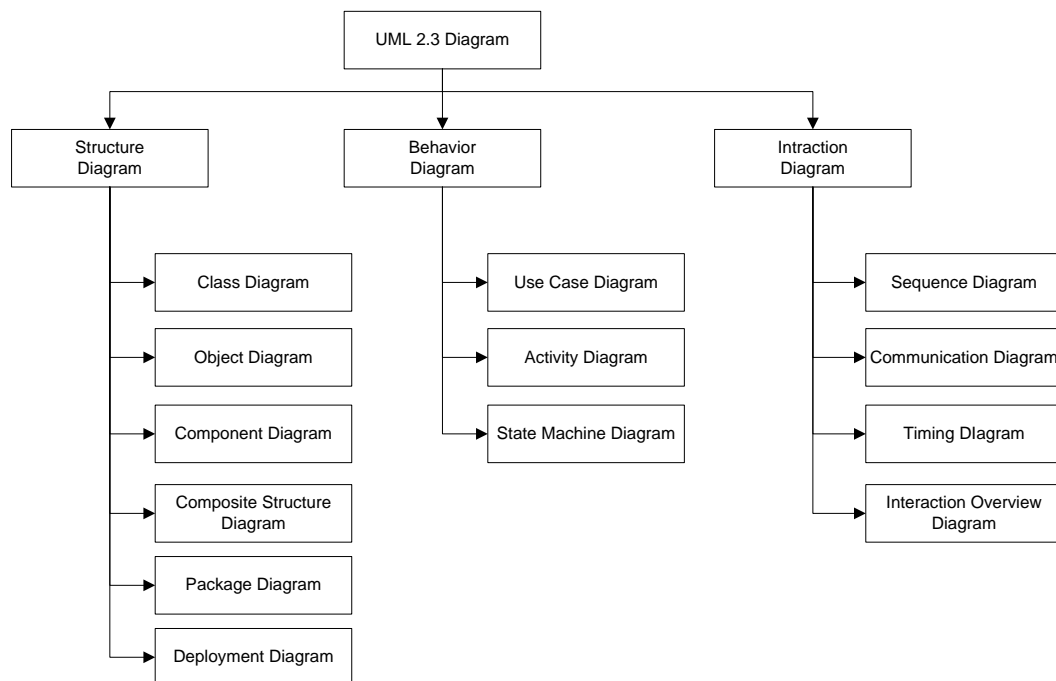 UML 2.3 Diagram
Structure
Diagram
Behavior
Diagram
Intraction
Diagram
Class Diagram
Use Case Diagram
Sequence Diagram
Object Diagram
Activity Diagram
Communication Diagram
Component Diagram
State Machine Diagram
Timing DIagram
Composite Structure
Diagram
Interaction Overview
Diagram
Package Diagram
Deployment Diagram